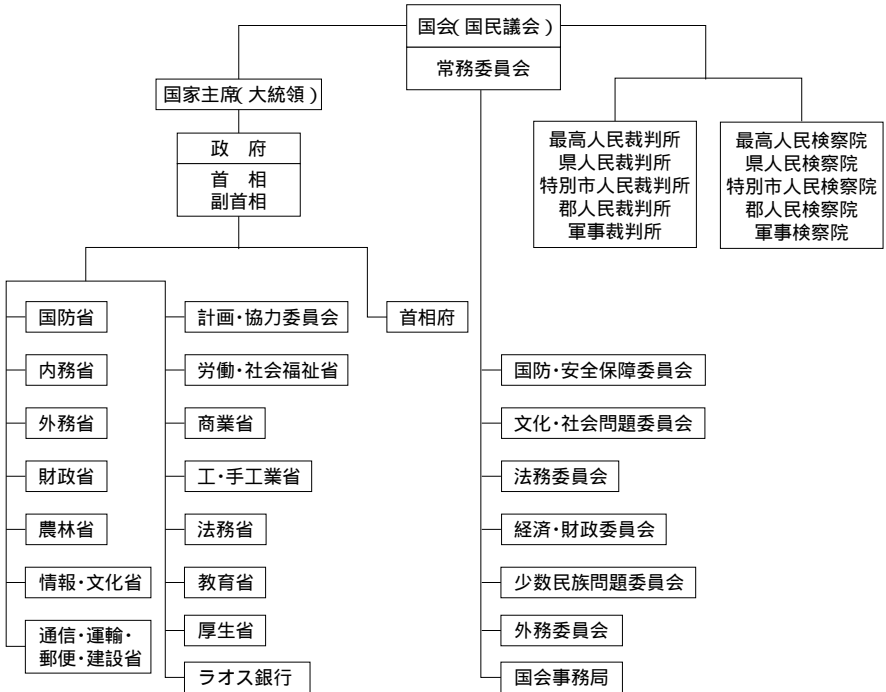 国会(国民議会)
常務委員会
国家主席(大統領)
政　府
首　相
副首相
最高人民裁判所
県人民裁判所
特別市人民裁判所
郡人民裁判所
軍事裁判所
最高人民検察院
県人民検察院
特別市人民検察院
郡人民検察院
軍事検察院
国防省
内務省
外務省
財政省
農林省
情報・文化省
通信・運輸・
郵便・建設省
計画・協力委員会
労働・社会福祉省
商業省
工・手工業省
法務省
教育省
厚生省
ラオス銀行
首相府
国防・安全保障委員会
文化・社会問題委員会
法務委員会
経済・財政委員会
少数民族問題委員会
外務委員会
国会事務局